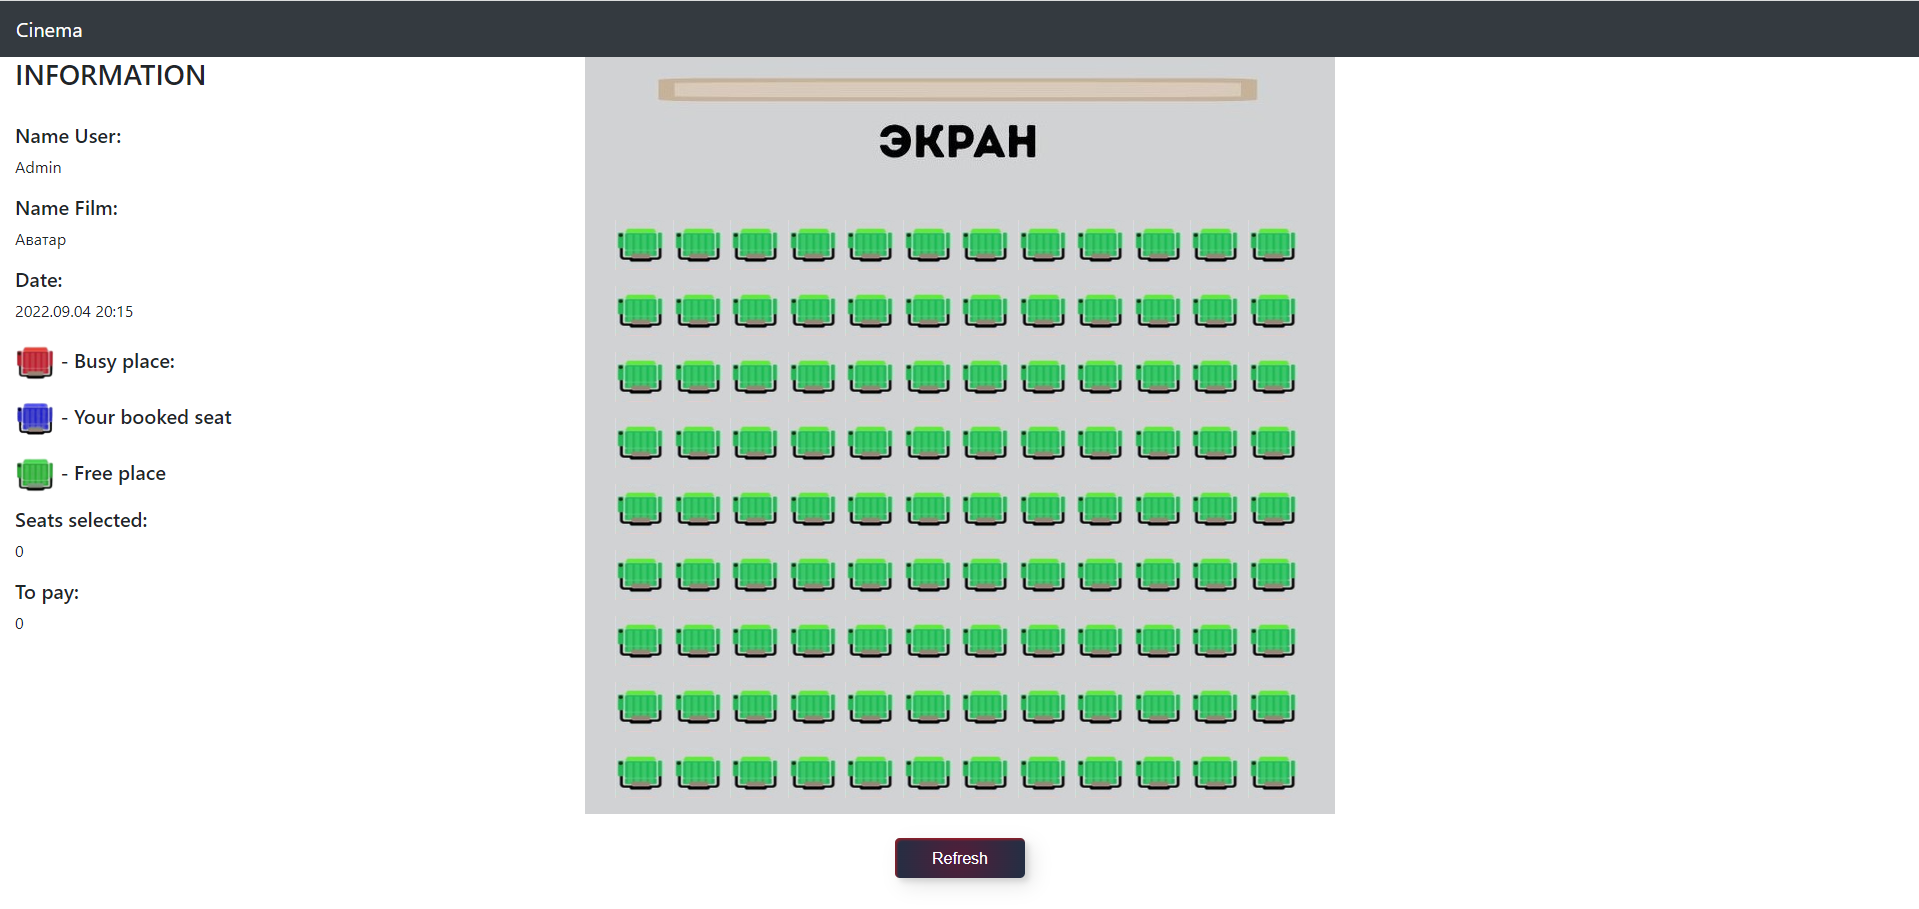 Cinema
INFORMATION
Name User:
Admin
Name Film:
Аватар
Date:
2022.09.04 20:15
- Busy place:
- Your booked seat
- Free place
Seats selected:
0
To pay:
0
ЭКРАН
Refresh